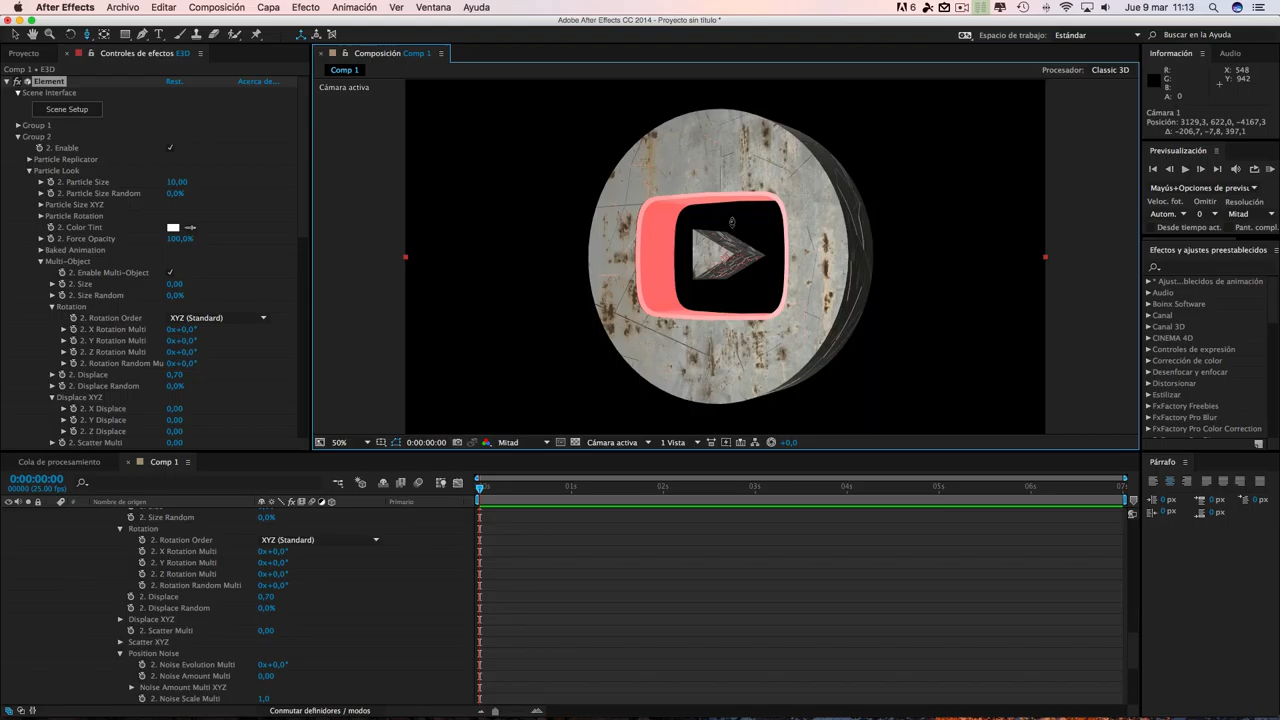 After Effects Archivo Editar Composición Capa Efecto Animación Ver Ventana Ayuda
6
Jue 9 mar 11:13
Adobe After Effects CC 2014 - Proyecto sin título *
Espacio de trabajo: Estándar
Buscar en la Ayuda
Proyecto
Controles de efectos E3D
Composición Comp 1
Información
Audio
Comp 1 • E3D
Comp 1
Procesador: Classic 3D
Cámara activa
fx Element Rest. Acerca de...
Scene Interface
Scene Setup
Group 1
Group 2
2. Enable
Particle Replicator
Particle Look
2. Particle Size 10,00
2. Particle Size Random 0,0%
Particle Size XYZ
Particle Rotation
2. Color Tint
2. Force Opacity 100,0%
Baked Animation
Multi-Object
2. Enable Multi-Object
2. Size 0,00
2. Size Random 0,0%
Rotation
2. Rotation Order XYZ (Standard)
2. X Rotation Multi 0x+0,0°
2. Y Rotation Multi 0x+0,0°
2. Z Rotation Multi 0x+0,0°
2. Rotation Random Mu 0x+0,0°
2. Displace 0,70
2. Displace Random 0,0%
Displace XYZ
2. X Displace 0,00
2. Y Displace 0,00
2. Z Displace 0,00
2. Scatter Multi 0,00
50% 0:00:00:00 Mitad Cámara activa 1 Vista +0,0
R:
G:
B:
A: 0
X: 548
Y: 942
Cámara 1
Posición: 3129,3, 622,0, -4167,3
Δ: -206,7, -7,8, 397,1
Previsualización
Mayús+Opciones de previs
Veloc. fot. Omitir Resolución
Autom. 0 Mitad
Desde tiempo act. Pant. compl.
Efectos y ajustes preestablecidos
* Ajust...blecidos de animación
Audio
Boinx Software
Canal
Canal 3D
CINEMA 4D
Controles de expresión
Corrección de color
Desenfocar y enfocar
Distorsionar
Estilizar
FxFactory Freebies
FxFactory Pro Blur
FxFactory Pro Color Correction
Cola de procesamiento
Comp 1
0:00:00:00
00000 (25.00 fps)
Nombre de origen
fx
Primario
01s 02s 03s 04s 05s 06s
2. Size Random 0,0%
Rotation
2. Rotation Order XYZ (Standard)
2. X Rotation Multi 0x+0,0°
2. Y Rotation Multi 0x+0,0°
2. Z Rotation Multi 0x+0,0°
2. Rotation Random Multi 0x+0,0°
2. Displace 0,70
2. Displace Random 0,0%
Displace XYZ
2. Scatter Multi 0,00
Scatter XYZ
Position Noise
2. Noise Evolution Multi 0x+0,0°
2. Noise Amount Multi 0,00
Noise Amount Multi XYZ
2. Noise Scale Multi 1,0
Conmutar definidores / modos
Párrafo
0 px 0 px 0 px
0 px 0 px